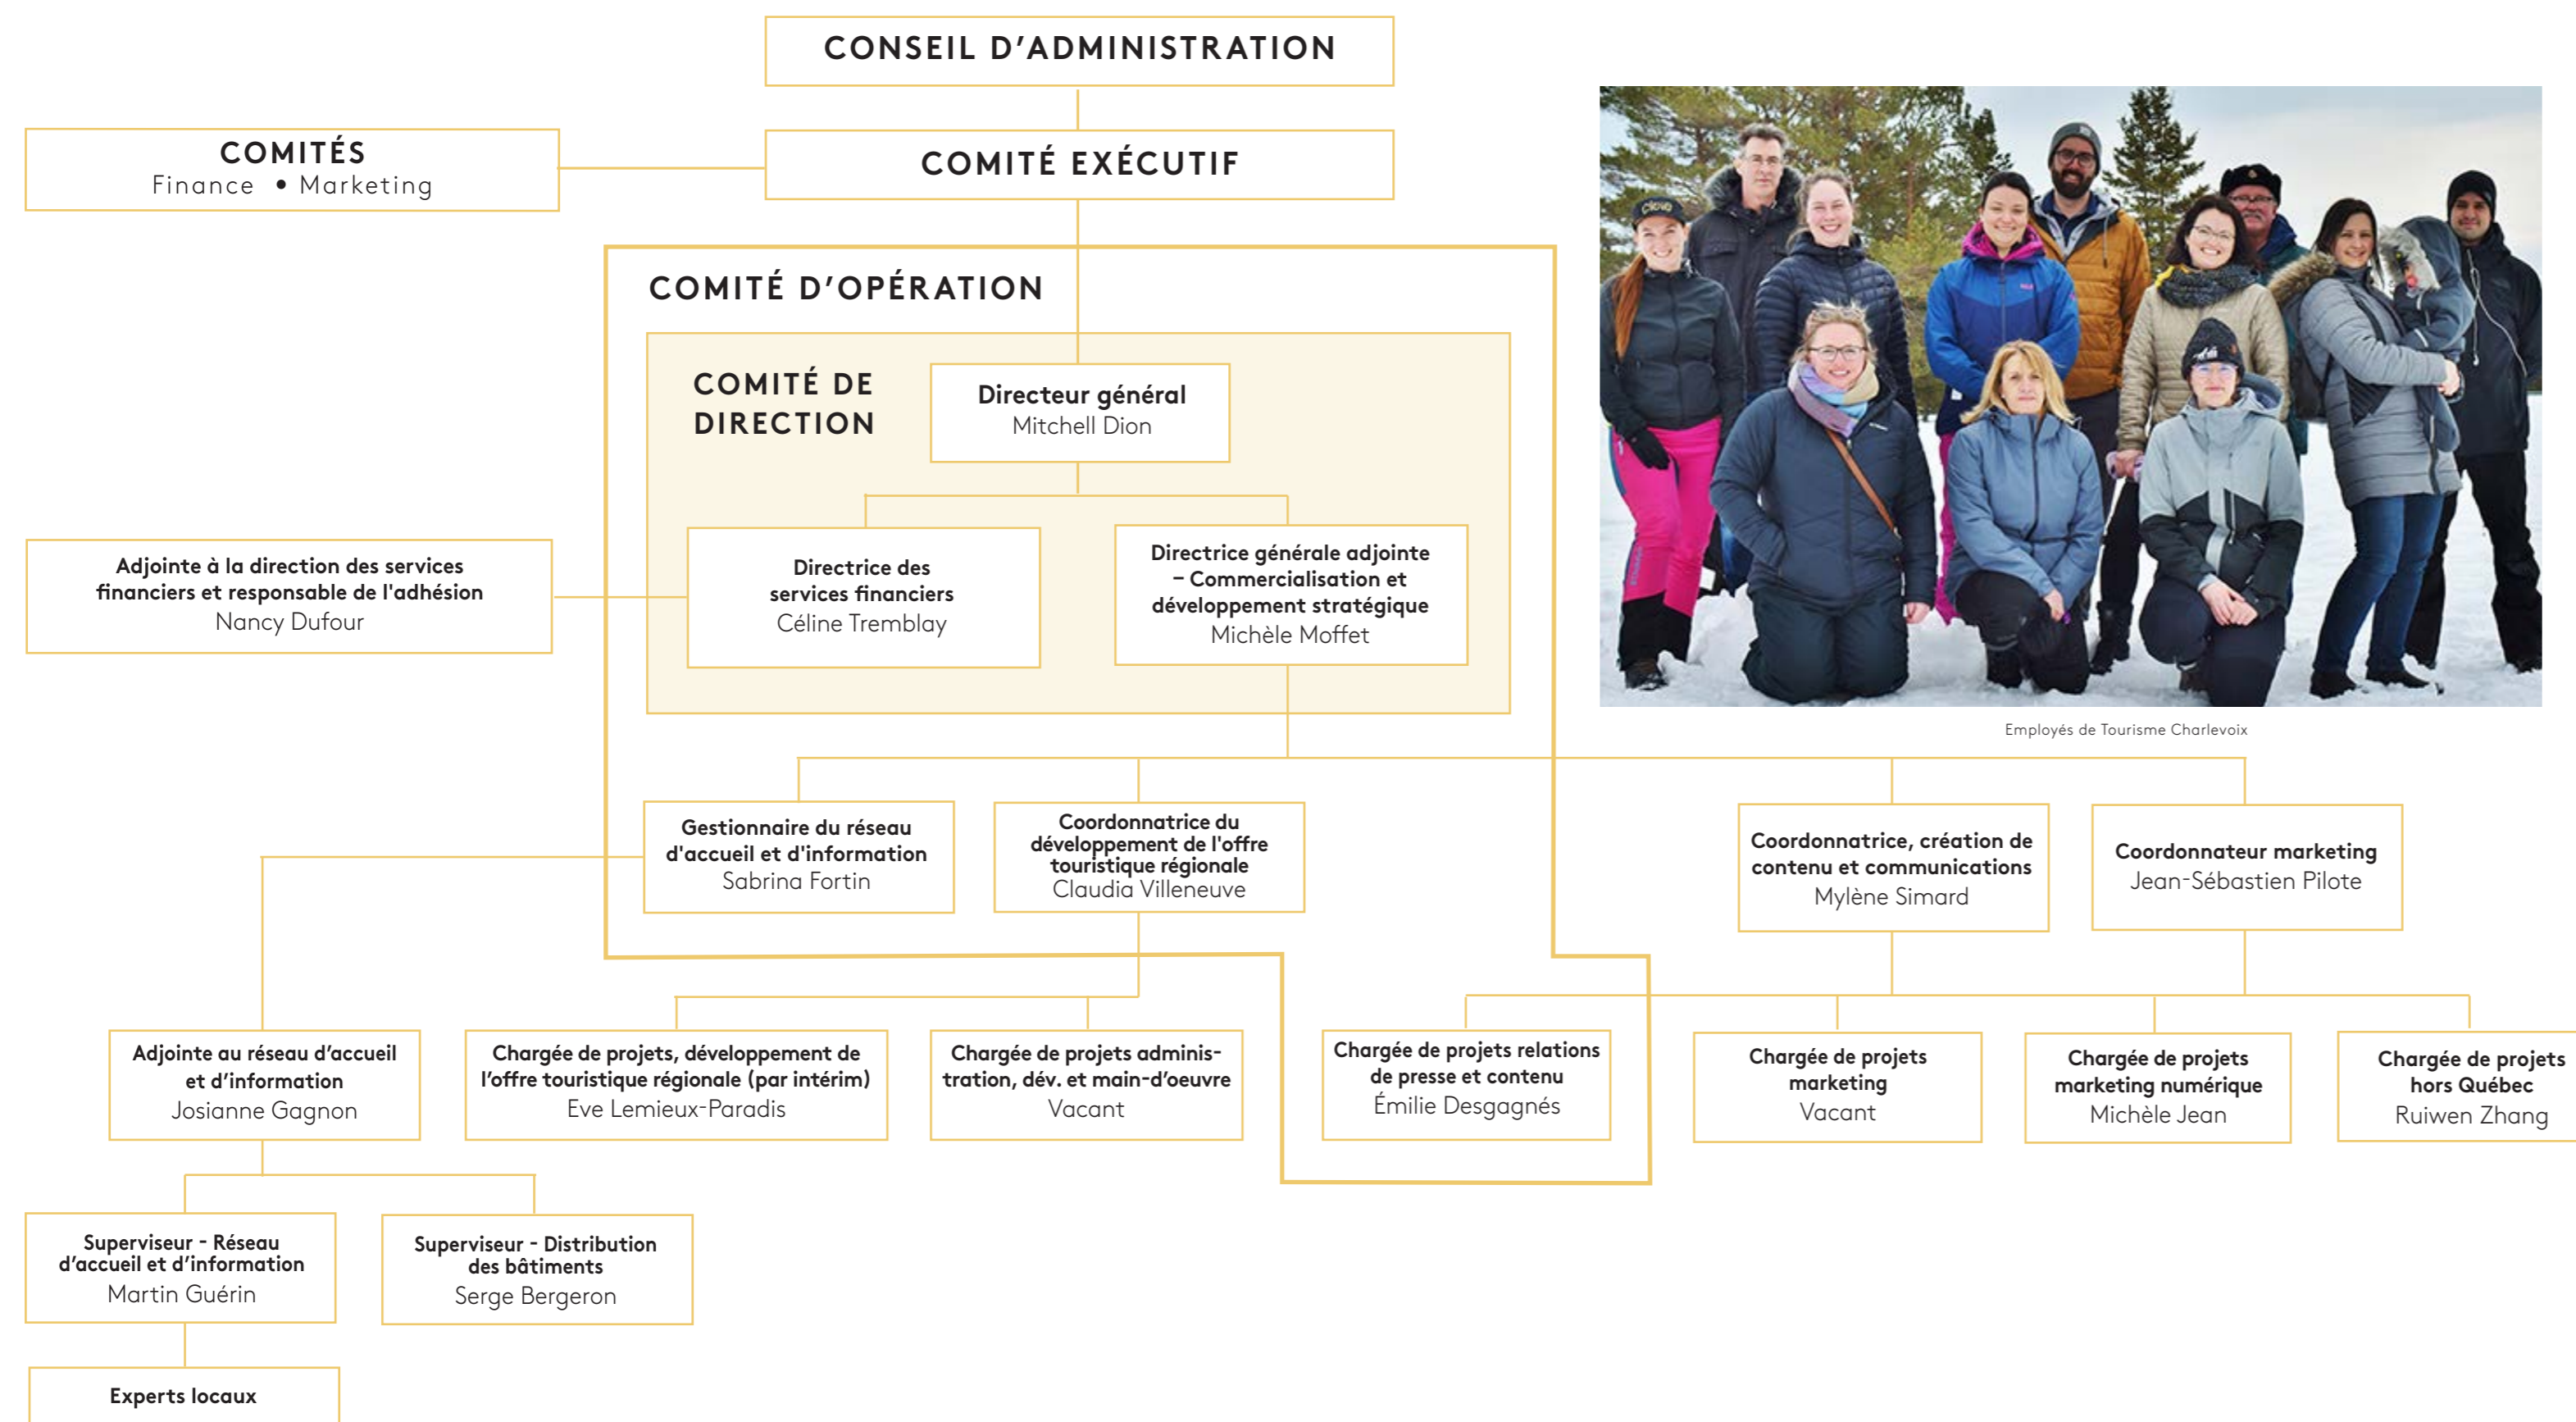 CONSEIL D’ADMINISTRATION
COMITÉS
Finance • Marketing
COMITÉ EXÉCUTIF
COMITÉ D’OPÉRATION
COMITÉ DE
DIRECTION
Directeur général
Mitchell Dion
Adjointe à la direction des services
financiers et responsable de l'adhésion
Nancy Dufour
Directrice des
services financiers
Céline Tremblay
Directrice générale adjointe
– Commercialisation et
développement stratégique
Michèle Moffet
Employés de Tourisme Charlevoix
Gestionnaire du réseau
d'accueil et d'information
Sabrina Fortin
Coordonnatrice du
développement de l'offre
touristique régionale
Claudia Villeneuve
Coordonnatrice, création de
contenu et communications
Mylène Simard
Coordonnateur marketing
Jean-Sébastien Pilote
Adjointe au réseau d’accueil
et d’information
Josianne Gagnon
Chargée de projets, développement de
l’offre touristique régionale (par intérim)
Eve Lemieux-Paradis
Chargée de projets adminis-
tration, dév. et main-d’oeuvre
Vacant
Chargée de projets relations
de presse et contenu
Émilie Desgagnés
Chargée de projets
marketing
Vacant
Chargée de projets
marketing numérique
Michèle Jean
Chargée de projets
hors Québec
Ruiwen Zhang
Superviseur - Réseau
d’accueil et d’information
Martin Guérin
Superviseur - Distribution
des bâtiments
Serge Bergeron
Experts locaux